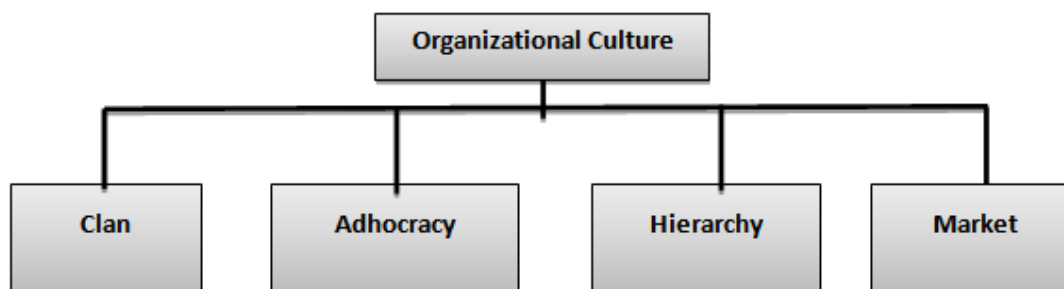 Organizational Culture
Clan
Adhocracy
Hierarchy
Market